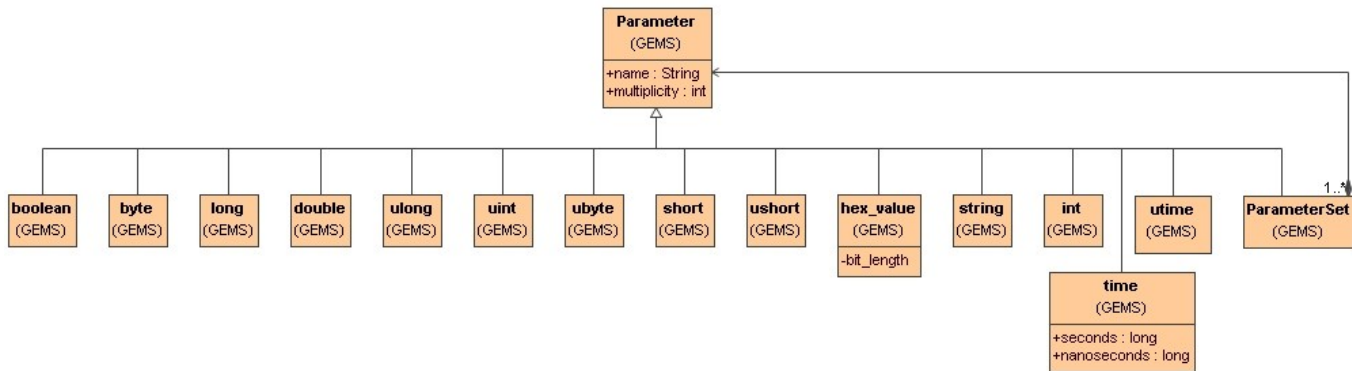 Parameter
(GEMS)
+name : String
+multiplicity : int
1..*
boolean
(GEMS)
byte
(GEMS)
long
(GEMS)
double
(GEMS)
ulong
(GEMS)
uint
(GEMS)
ubyte
(GEMS)
short
(GEMS)
ushort
(GEMS)
hex_value
(GEMS)
-bit_length
string
(GEMS)
int
(GEMS)
utime
(GEMS)
ParameterSet
(GEMS)
time
(GEMS)
+seconds : long
+nanoseconds : long